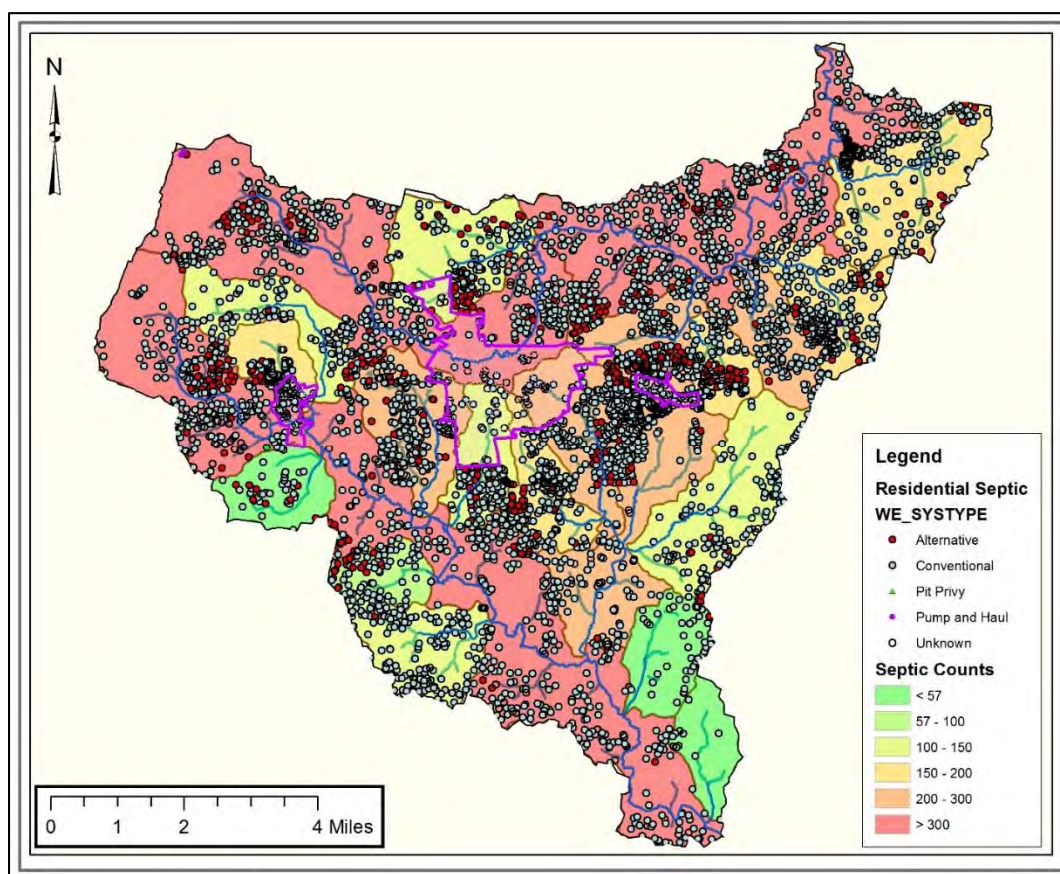 N
Legend
Residential Septic
WE_SYSTYPE
Alternative
Conventional
Pit Privy
Pump and Haul
Unknown
Septic Counts
< 57
57 - 100
100 - 150
150 - 200
200 - 300
> 300
0 1 2 4 Miles